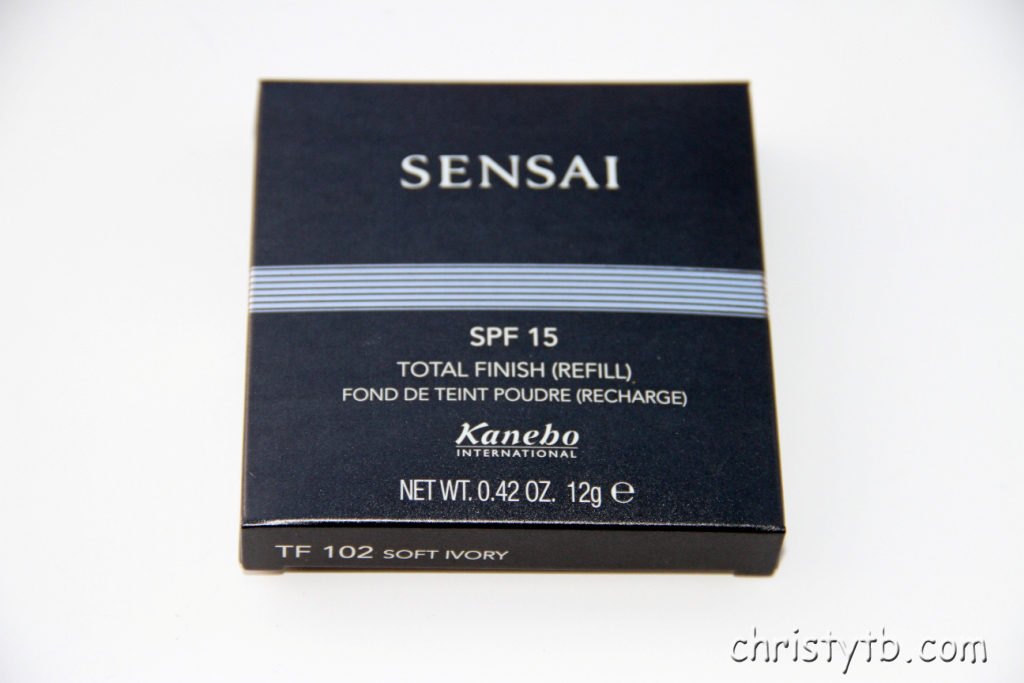 SENSAI
SPF 15
TOTAL FINISH (REFILL)
FOND DE TEINT POUDRE (RECHARGE)
Kanebo
INTERNATIONAL
NET WT. 0.42 OZ. 12g ℮
TF 102 SOFT IVORY
christytb.com